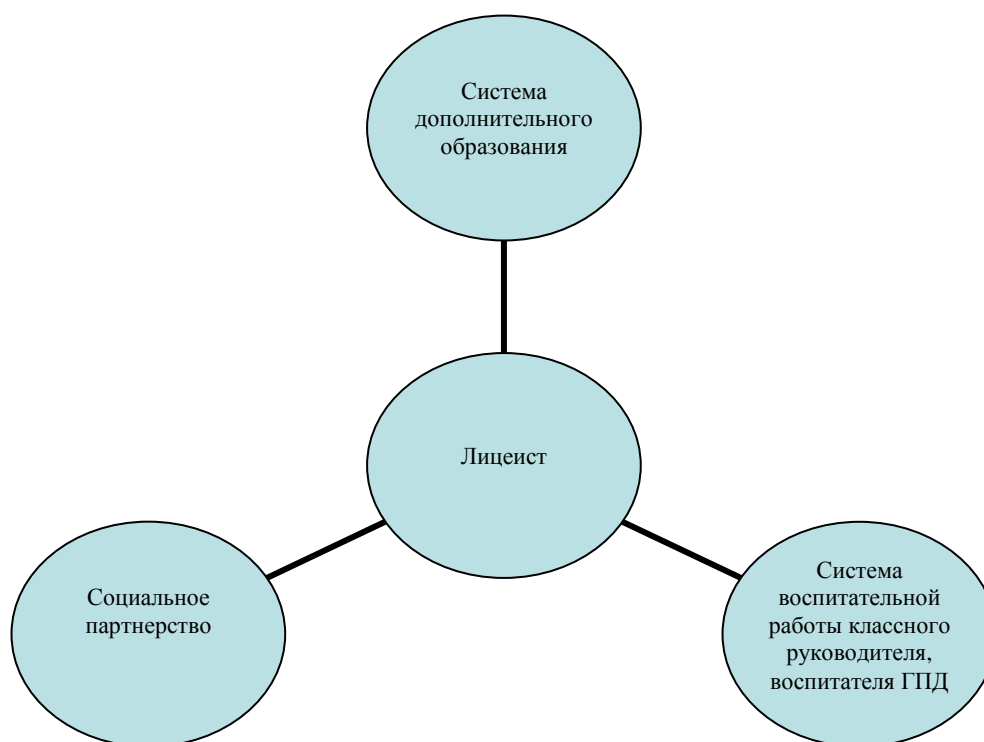 Система
дополнительного
образования
Лицеист
Социальное
партнерство
Система
воспитательной
работы классного
руководителя,
воспитателя ГПД